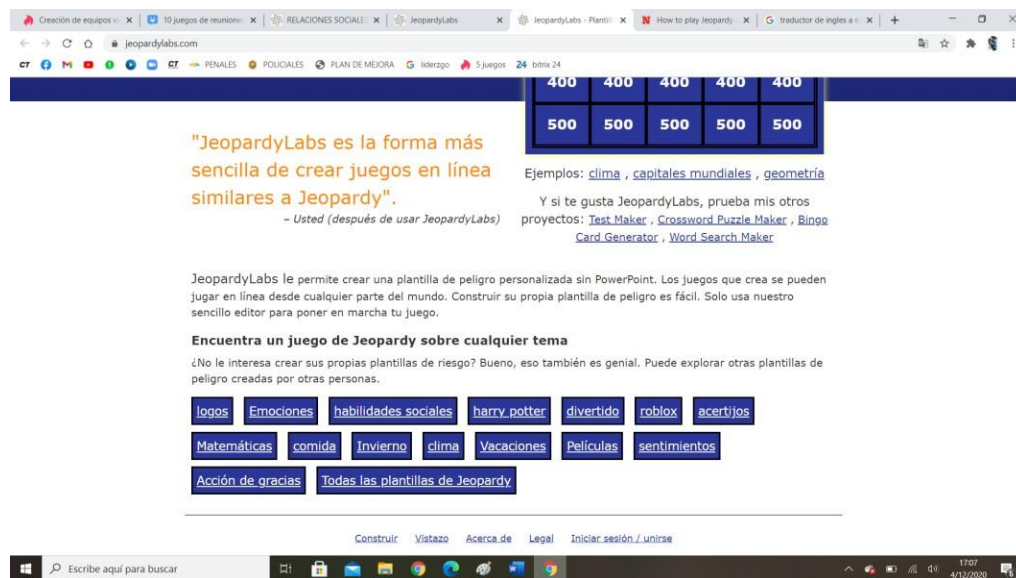 Creación de equipos vi
10 juegos de reunione
RELACIONES SOCIALE
JeopardyLabs
JeopardyLabs - Plantill
How to play Jeopardy
traductor de ingles a e
jeopardylabs.com
CT
PENALES
POLICIALES
PLAN DE MEJORA
liderzgo
5 juegos
24 bitrix 24
400 400 400 400 400
500 500 500 500 500
"JeopardyLabs es la forma más
sencilla de crear juegos en línea
similares a Jeopardy".
– Usted (después de usar JeopardyLabs)
Ejemplos: clima , capitales mundiales , geometría
Y si te gusta JeopardyLabs, prueba mis otros
proyectos: Test Maker , Crossword Puzzle Maker , Bingo
Card Generator , Word Search Maker
JeopardyLabs le permite crear una plantilla de peligro personalizada sin PowerPoint. Los juegos que crea se pueden
jugar en línea desde cualquier parte del mundo. Construir su propia plantilla de peligro es fácil. Solo usa nuestro
sencillo editor para poner en marcha tu juego.
Encuentra un juego de Jeopardy sobre cualquier tema
¿No le interesa crear sus propias plantillas de riesgo? Bueno, eso también es genial. Puede explorar otras plantillas de
peligro creadas por otras personas.
logos Emociones habilidades sociales harry potter divertido roblox acertijos
Matemáticas comida Invierno clima Vacaciones Películas sentimientos
Acción de gracias Todas las plantillas de Jeopardy
Construir Vistazo Acerca de Legal Iniciar sesión / unirse
Escribe aquí para buscar
17:07
4/12/2020